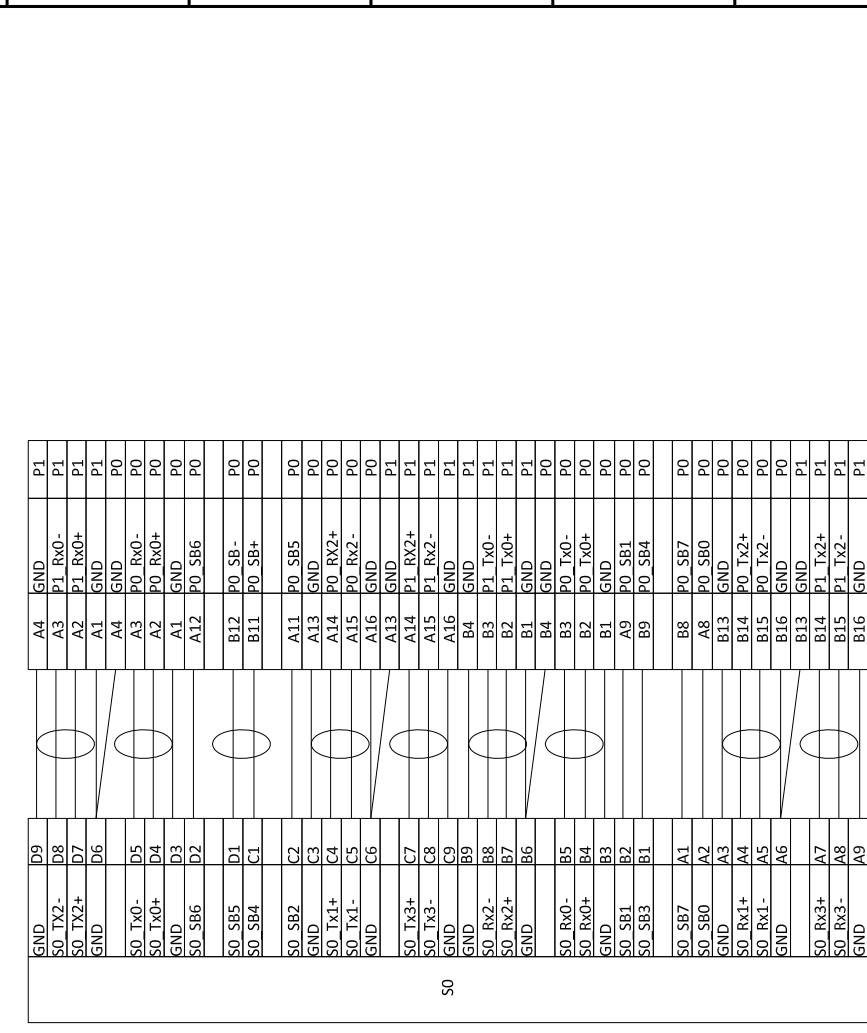 S0
GND D9 A4 GND P1
S0_TX2- D8 A3 P1_Rx0- P1
S0_TX2+ D7 A2 P1_Rx0+ P1
GND D6 A1 GND P1
A4 GND P0
S0_Tx0- D5 A3 P0_Rx0- P0
S0_Tx0+ D4 A2 P0_Rx0+ P0
GND D3 A1 GND P0
S0_SB6 D2 A12 P0_SB6 P0
S0_SB5 D1 B12 P0_SB- P0
S0_SB4 C1 B11 P0_SB+ P0
S0_SB2 C2 A11 P0_SB5 P0
GND C3 A13 GND P0
S0_Tx1+ C4 A14 P0_RX2+ P0
S0_Tx1- C5 A15 P0_Rx2- P0
GND C6 A16 GND P0
A13 GND P1
S0_Tx3+ C7 A14 P1_RX2+ P1
S0_Tx3- C8 A15 P1_Rx2- P1
GND C9 A16 GND P1
GND B9 B4 GND P1
S0_Rx2- B8 B3 P1_Tx0- P1
S0_Rx2+ B7 B2 P1_Tx0+ P1
GND B6 B1 GND P1
B4 GND P0
S0_Rx0- B5 B3 P0_Tx0- P0
S0_Rx0+ B4 B2 P0_Tx0+ P0
GND B3 B1 GND P0
S0_SB1 B2 A9 P0_SB1 P0
S0_SB3 B1 B9 P0_SB4 P0
S0_SB7 A1 B8 P0_SB7 P0
S0_SB0 A2 A8 P0_SB0 P0
GND A3 B13 GND P0
S0_Rx1+ A4 B14 P0_Tx2+ P0
S0_Rx1- A5 B15 P0_Tx2- P0
GND A6 B16 GND P0
B13 GND P1
S0_Rx3+ A7 B14 P1_Tx2+ P1
S0_Rx3- A8 B15 P1_Tx2- P1
GND A9 B16 GND P1